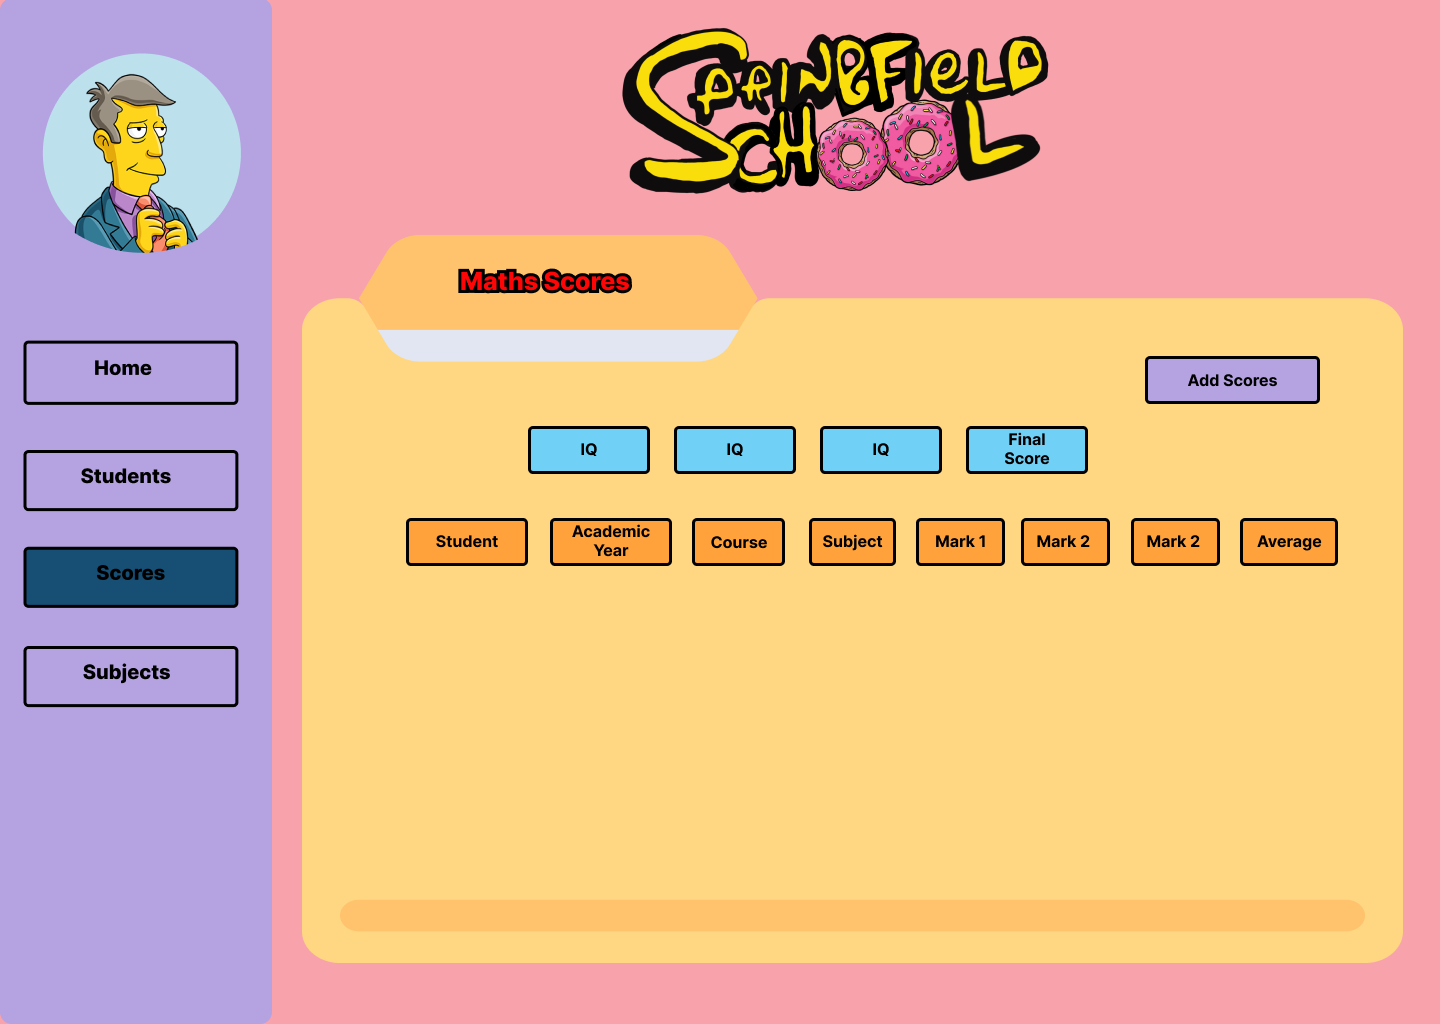 SPRINGFIELD
SCHOOL
Maths Scores
Home
Students
Scores
Subjects
Add Scores
IQ IQ IQ Final
Score
Student Academic
Year Course Subject Mark 1 Mark 2 Mark 2 Average